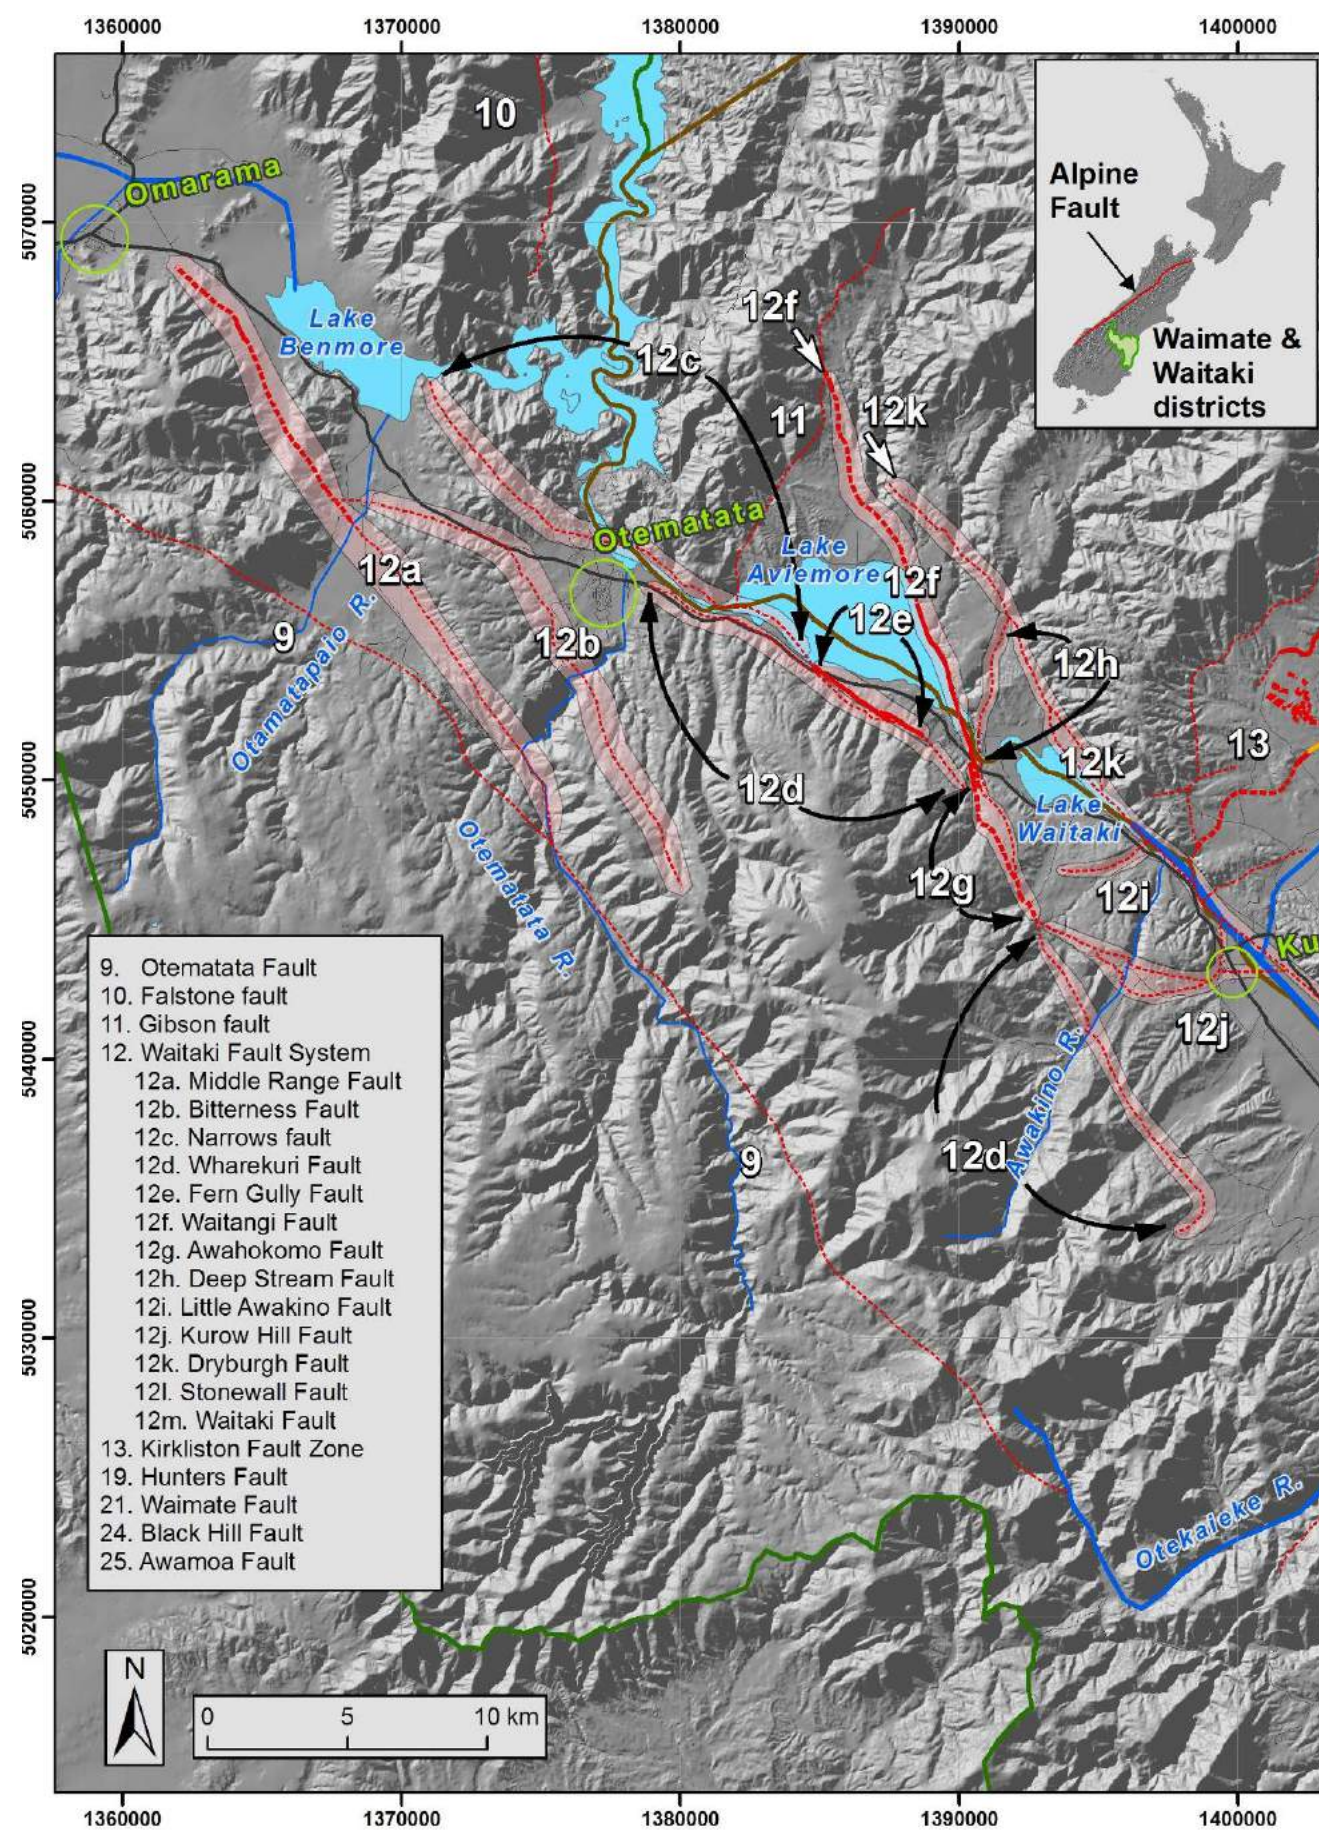 1360000 1370000 1380000 1390000 1400000
5070000
5060000
5050000
5040000
5030000
5020000
10
Omarama
Alpine
Fault
Waimate &
Waitaki
districts
12f
Lake
Benmore
12c
11
12k
Otematata
Lake
Aviemore
12f
12a
12e
12b
9
Otamatapaio R.
12h
13
12k
12d
Lake
Waitaki
Otematata R.
12g
12i
Ku
12j
Awakino R.
12d
9
Otekaieke R.
9. Otematata Fault
10. Falstone fault
11. Gibson fault
12. Waitaki Fault System
12a. Middle Range Fault
12b. Bitterness Fault
12c. Narrows fault
12d. Wharekuri Fault
12e. Fern Gully Fault
12f. Waitangi Fault
12g. Awahokomo Fault
12h. Deep Stream Fault
12i. Little Awakino Fault
12j. Kurow Hill Fault
12k. Dryburgh Fault
12l. Stonewall Fault
12m. Waitaki Fault
13. Kirkliston Fault Zone
19. Hunters Fault
21. Waimate Fault
24. Black Hill Fault
25. Awamoa Fault
N
0 5 10 km
1360000 1370000 1380000 1390000 1400000